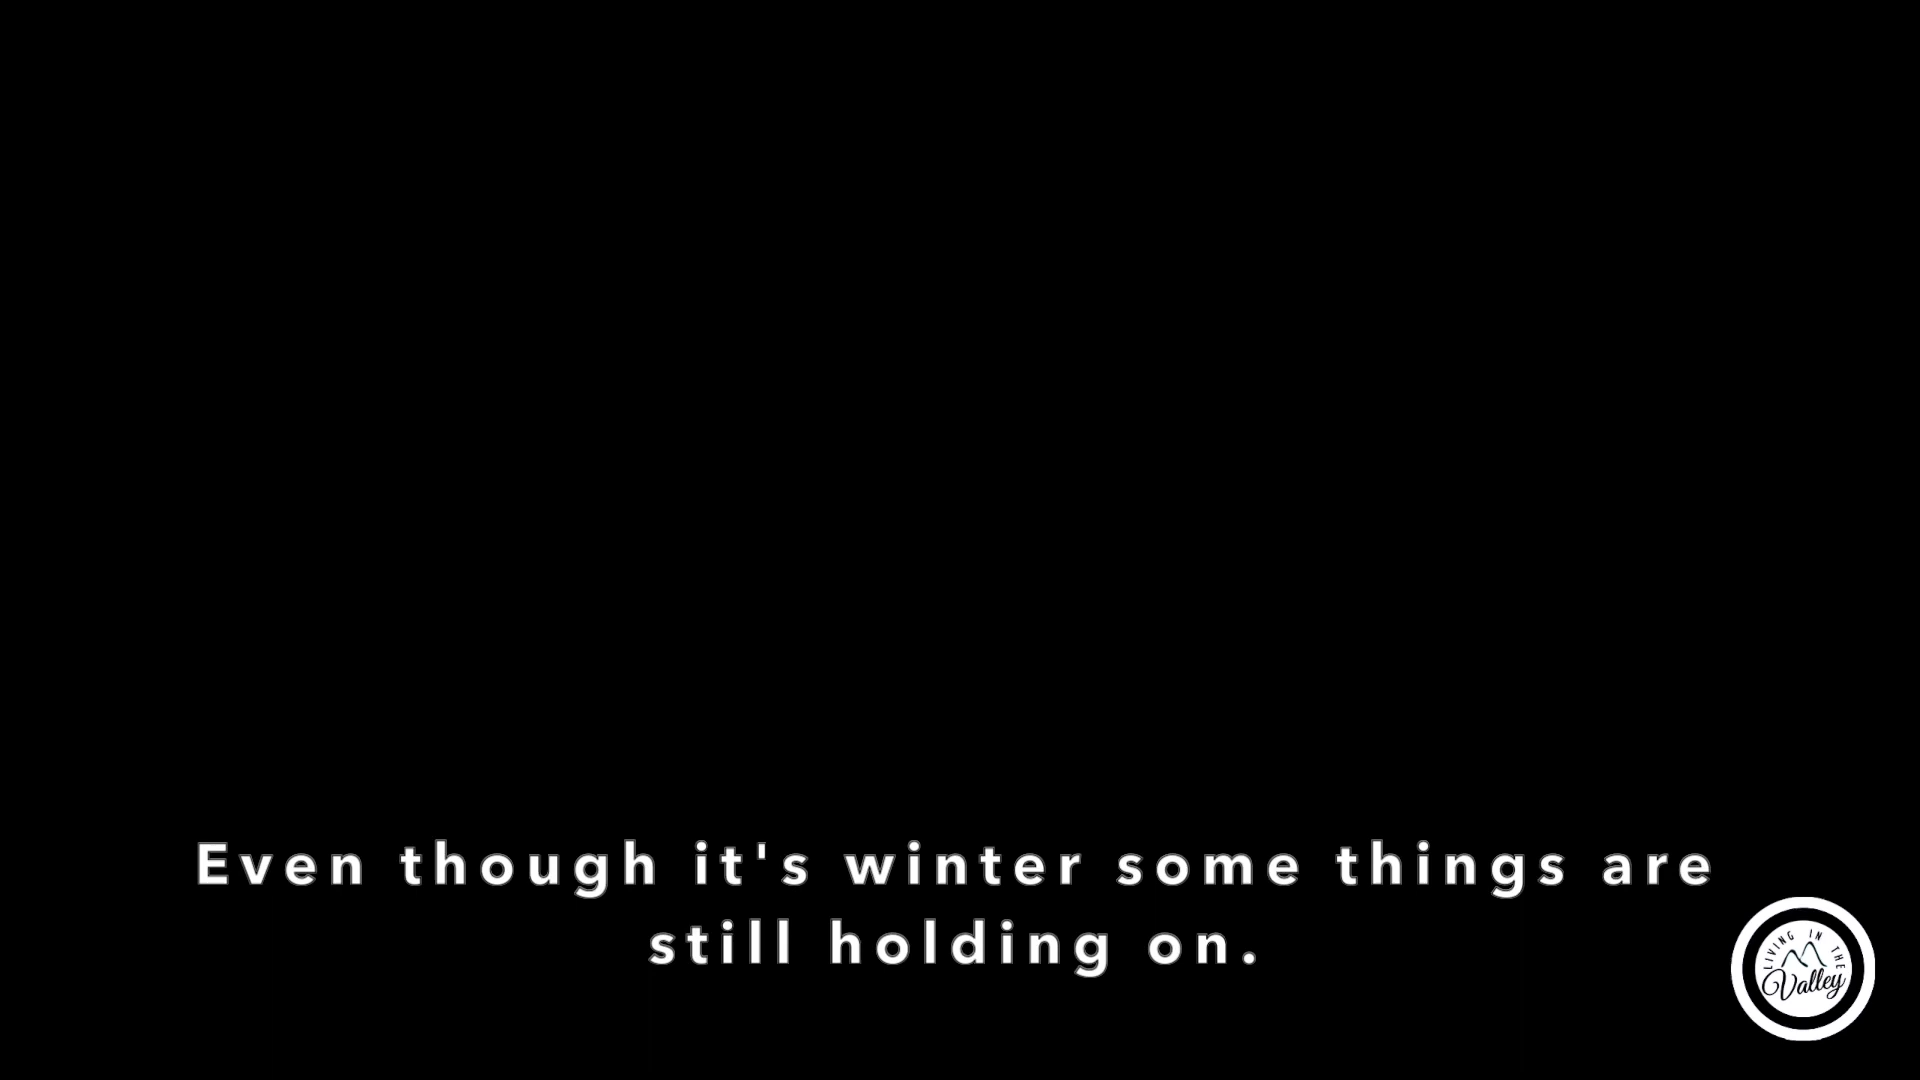 Even though it's winter some things are
still holding on.
LIVING IN THE
Valley